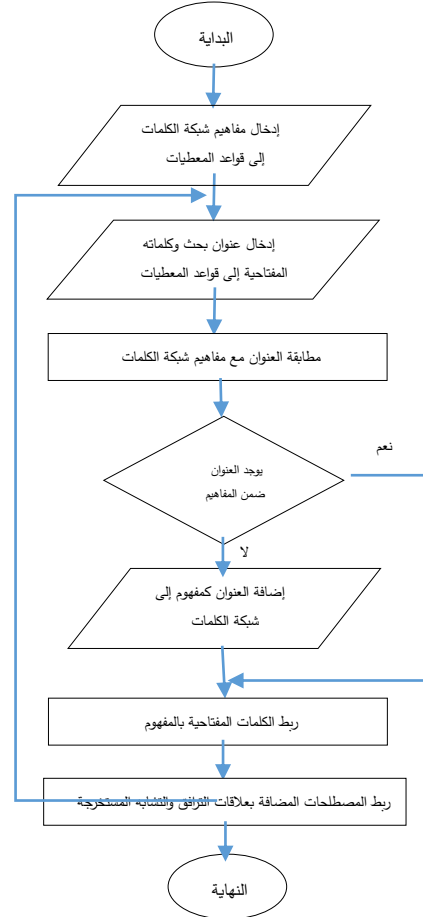 البداية
إدخال مفاهيم شبكة الكلمات
إلى قواعد المعطيات
إدخال عنوان بحث وكلماته
المفتاحية إلى قواعد المعطيات
مطابقة العنوان مع مفاهيم شبكة الكلمات
يوجد العنوان
ضمن المفاهيم
نعم
لا
إضافة العنوان كمفهوم إلى
شبكة الكلمات
ربط الكلمات المفتاحية بالمفهوم
ربط المصطلحات المضافة بعلاقات الترافق والتشابه المستخرجة
النهاية